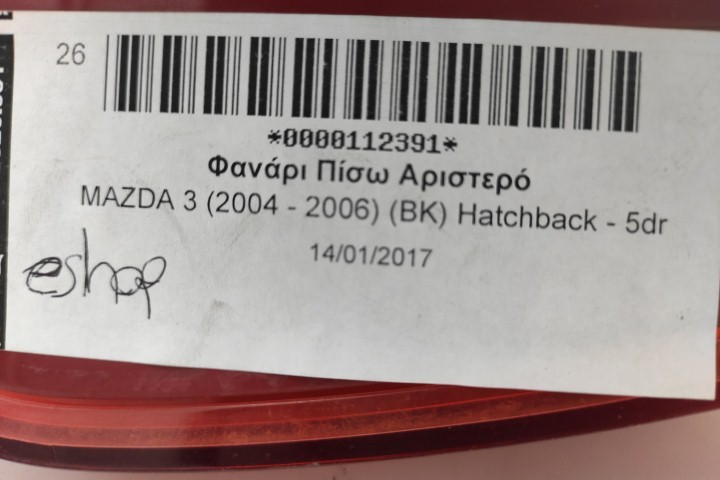 26
*0000112391*
Φανάρι Πίσω Αριστερό
MAZDA 3 (2004 - 2006) (BK) Hatchback - 5dr
14/01/2017
eshop